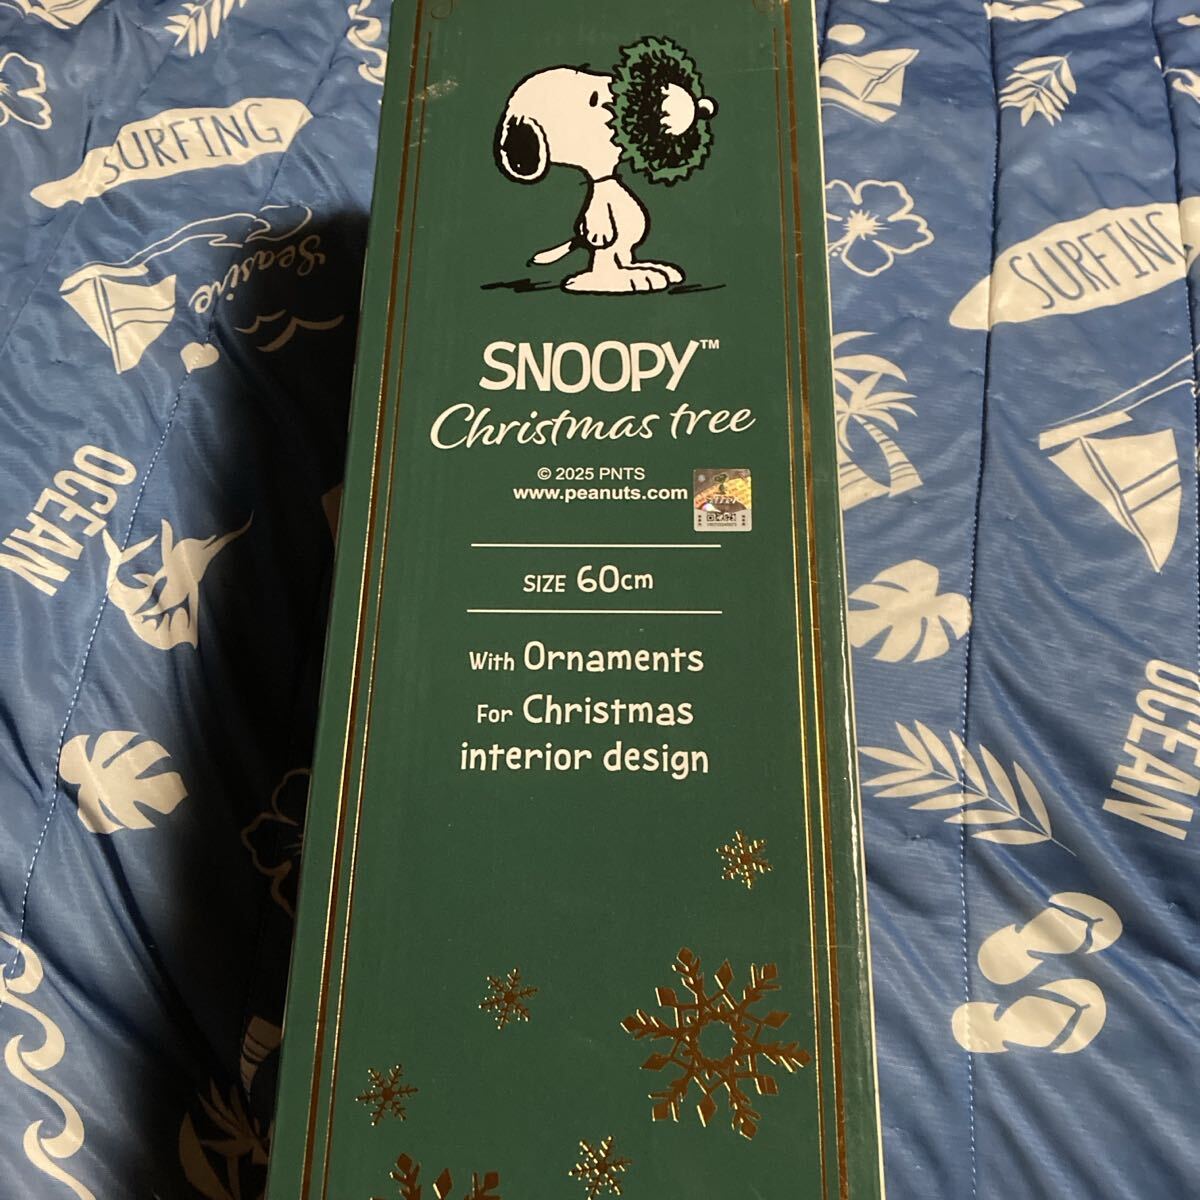 SURFING
Seaside
OCEAN
SNOOPY™
Christmas tree
© 2025 PNTS
www.peanuts.com
SIZE 60cm
With Ornaments
For Christmas
interior design
SURFING
OCEAN